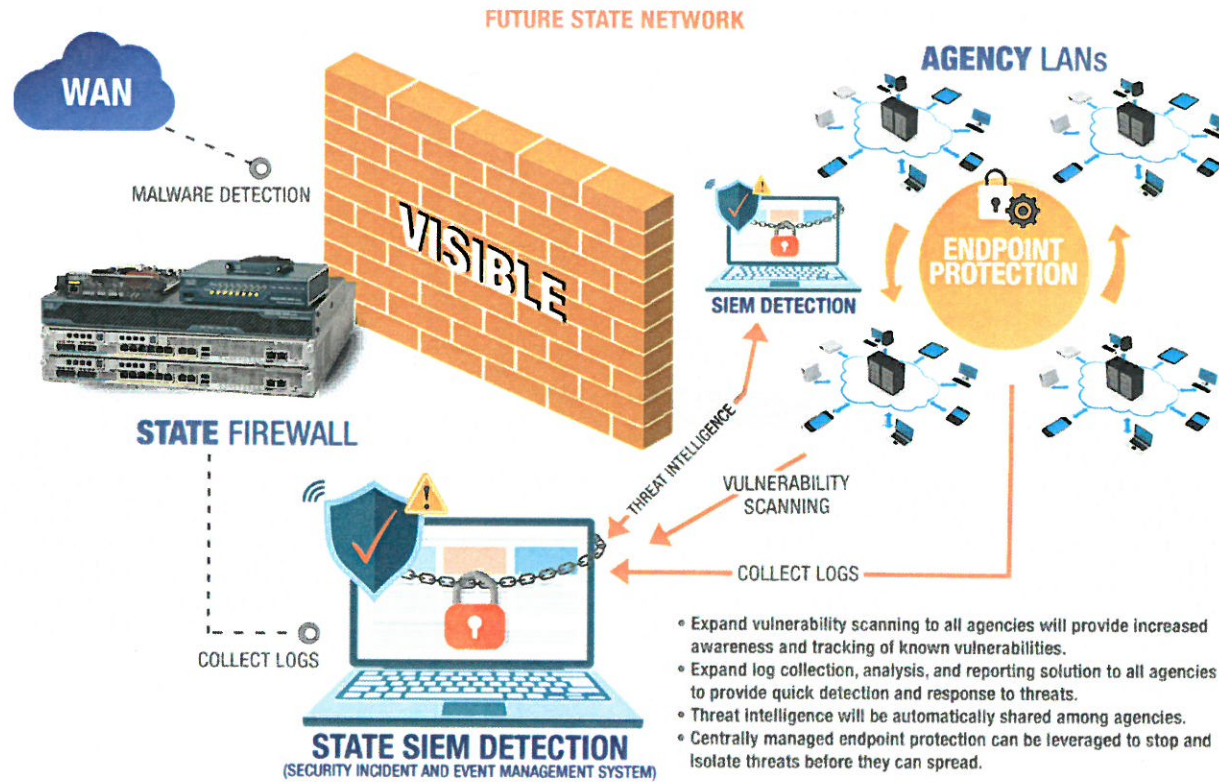 FUTURE STATE NETWORK
WAN
MALWARE DETECTION
VISIBLE
AGENCY LANs
ENDPOINT
PROTECTION
SIEM DETECTION
STATE FIREWALL
THREAT INTELLIGENCE
VULNERABILITY
SCANNING
COLLECT LOGS
COLLECT LOGS
STATE SIEM DETECTION
(SECURITY INCIDENT AND EVENT MANAGEMENT SYSTEM)
• Expand vulnerability scanning to all agencies will provide increased
awareness and tracking of known vulnerabilities.
• Expand log collection, analysis, and reporting solution to all agencies
to provide quick detection and response to threats.
• Threat intelligence will be automatically shared among agencies.
• Centrally managed endpoint protection can be leveraged to stop and
isolate threats before they can spread.